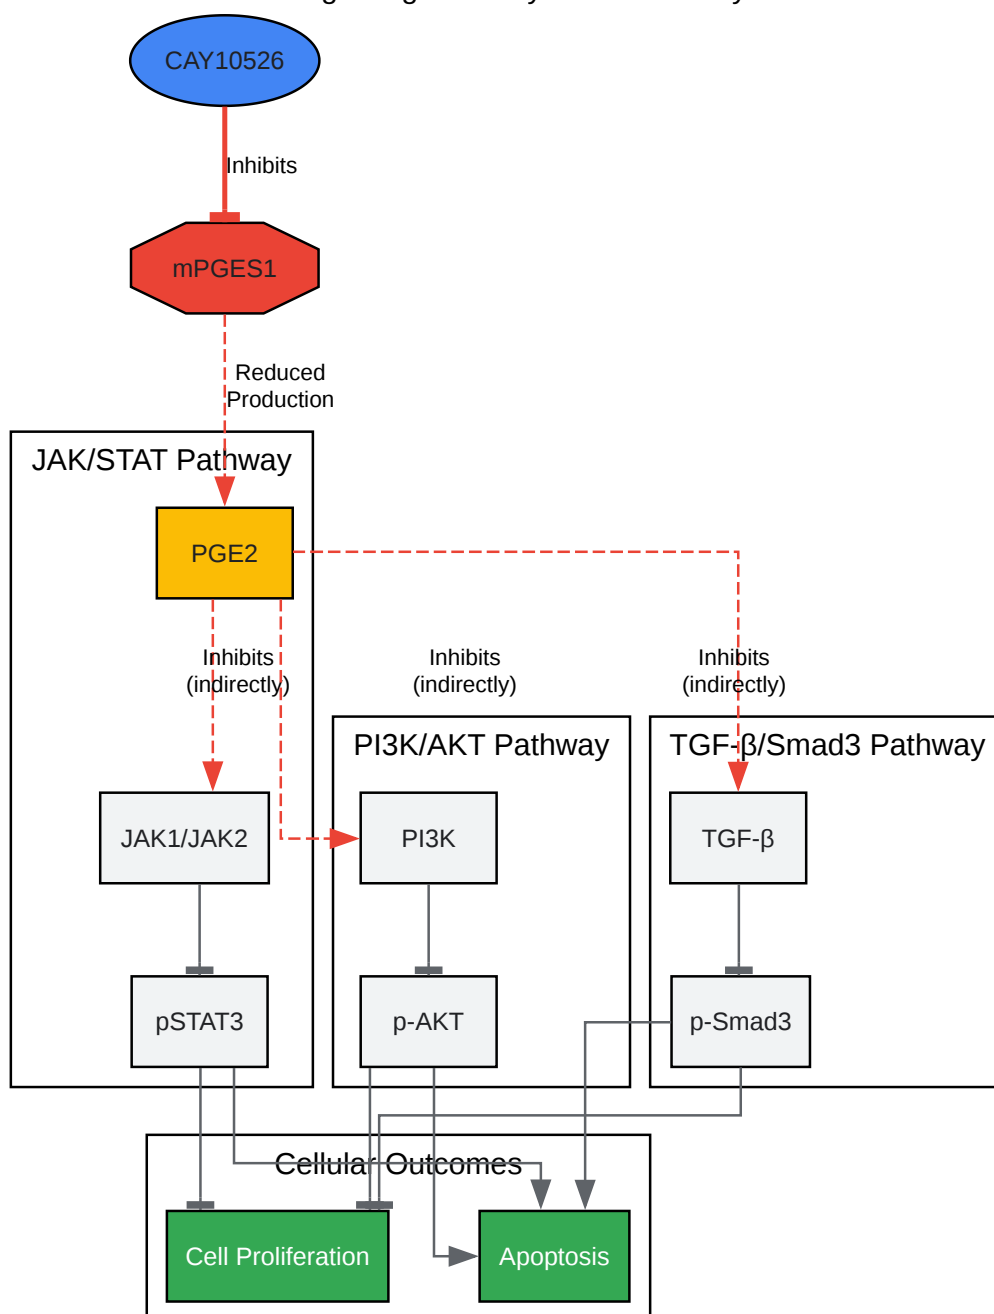 CAY10526
Inhibits
mPGES1
Reduced
Production
JAK/STAT Pathway
PGE2
Inhibits
(indirectly)
Inhibits
(indirectly)
Inhibits
(indirectly)
PI3K/AKT Pathway
TGF-β/Smad3 Pathway
JAK1/JAK2
PI3K
TGF-β
pSTAT3
p-AKT
p-Smad3
Cellular Outcomes
Cell Proliferation
Apoptosis